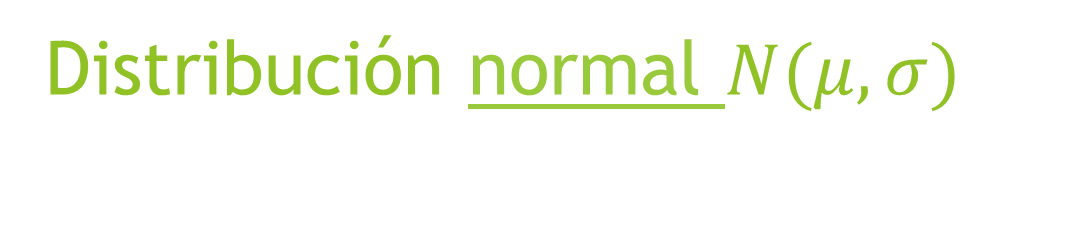 Distribución normal 𝑁(𝜇, 𝜎)